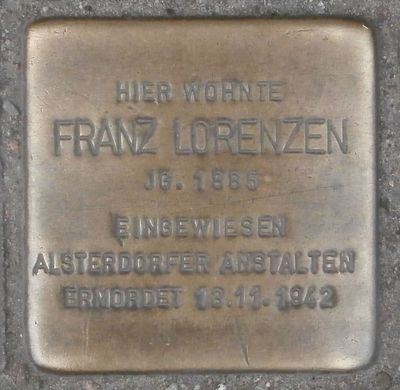 HIER WOHNTE
FRANZ LORENZEN
JG. 1885
EINGEWIESEN
ALSTERDORFER ANSTALTEN
ERMORDET 13.11.1942